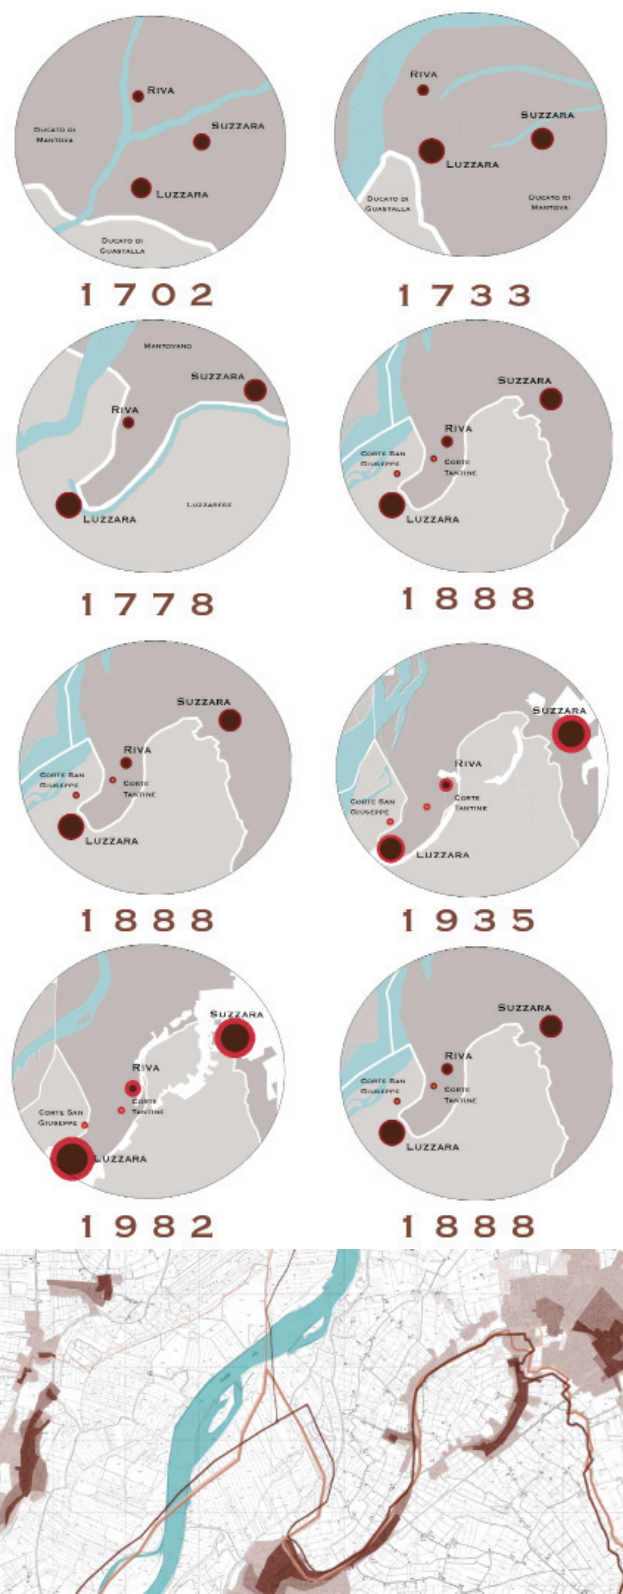 RIVA
SUZZARA
DUCATO DI
MANTOVA
LUZZARA
DUCATO DI
GUASTALLA
1702
RIVA
SUZZARA
LUZZARA
DUCATO DI
GUASTALLA
DUCATO DI
MANTOVA
1733
MANTOVANO
SUZZARA
RIVA
LUZZARESE
LUZZARA
1778
SUZZARA
RIVA
CORTE SAN
GIUSEPPE
CORTE
TANTINE
LUZZARA
1888
SUZZARA
RIVA
CORTE SAN
GIUSEPPE
CORTE
TANTINE
LUZZARA
1888
SUZZARA
RIVA
CORTE SAN
GIUSEPPE
CORTE
TANTINE
LUZZARA
1935
SUZZARA
RIVA
CORTE
TANTINE
CORTE SAN
GIUSEPPE
LUZZARA
1982
SUZZARA
RIVA
CORTE SAN
GIUSEPPE
CORTE
TANTINE
LUZZARA
1888